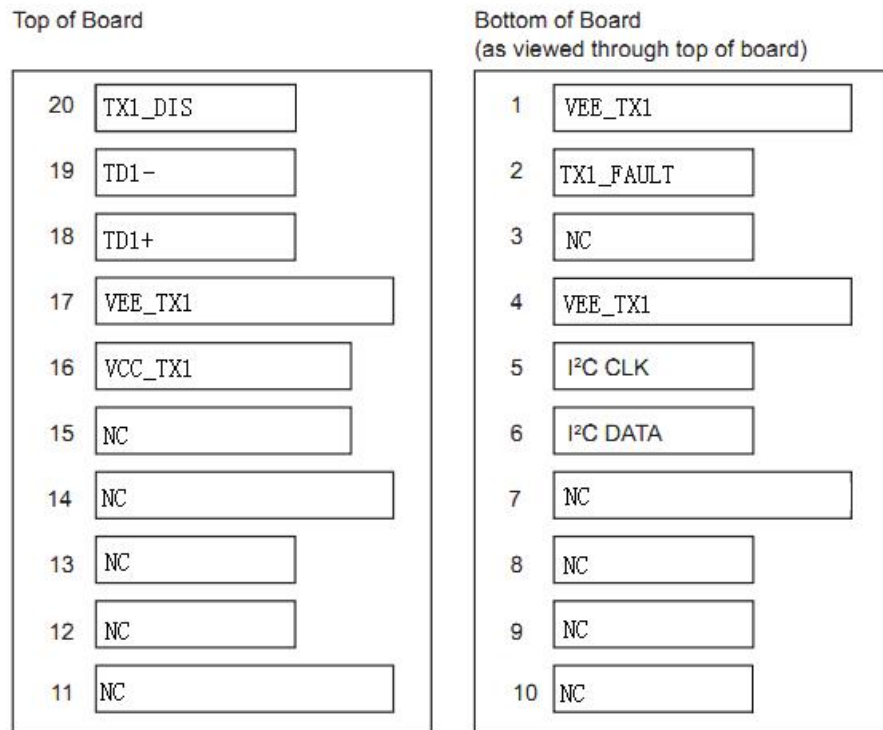 Top of Board
20 TX1_DIS
19 TD1-
18 TD1+
17 VEE_TX1
16 VCC_TX1
15 NC
14 NC
13 NC
12 NC
11 NC
Bottom of Board
(as viewed through top of board)
1 VEE_TX1
2 TX1_FAULT
3 NC
4 VEE_TX1
5 I²C CLK
6 I²C DATA
7 NC
8 NC
9 NC
10 NC